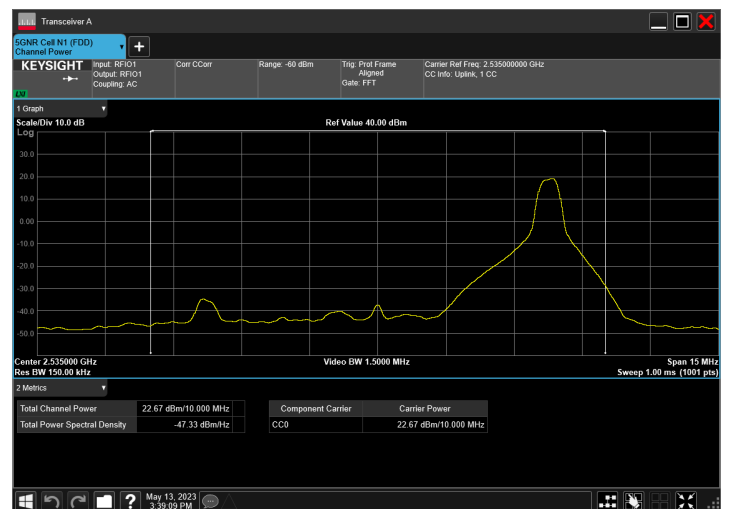 Transceiver A
5GNR Cell N1 (FDD)
Channel Power
KEYSIGHT
LXI
Input: RFIO1
Output: RFIO1
Coupling: AC
Corr CCorr
Range: -60 dBm
Trig: Prot Frame
Aligned
Gate: FFT
Carrier Ref Freq: 2.535000000 GHz
CC Info: Uplink, 1 CC
1 Graph
Scale/Div 10.0 dB
Ref Value 40.00 dBm
Log
30.0
20.0
10.0
0.00
-10.0
-20.0
-30.0
-40.0
-50.0
Center 2.535000 GHz
Video BW 1.5000 MHz
Span 15 MHz
Res BW 150.00 kHz
Sweep 1.00 ms (1001 pts)
2 Metrics
Total Channel Power 22.67 dBm/10.000 MHz
Total Power Spectral Density -47.33 dBm/Hz
Component Carrier Carrier Power
CC0 22.67 dBm/10.000 MHz
?
May 13, 2023
3:39:09 PM